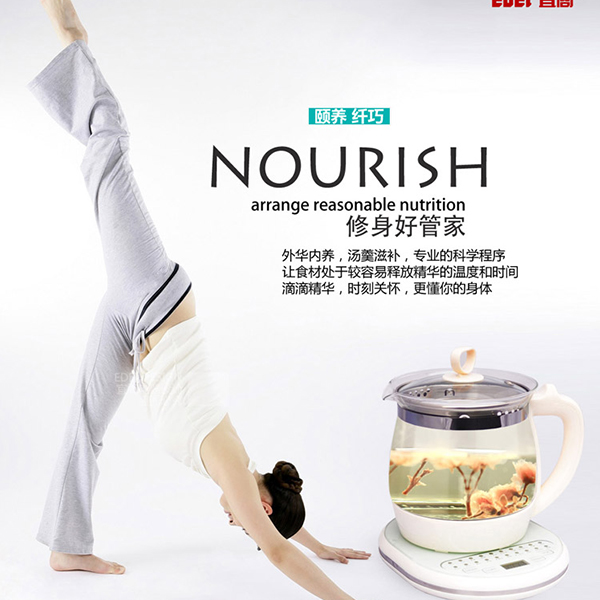 EDEI 宜阁
颐养 纤巧
NOURISH
arrange reasonable nutrition
修身好管家
外华内养，汤羹滋补，专业的科学程序
让食材处于较容易释放精华的温度和时间
滴滴精华，时刻关怀，更懂你的身体